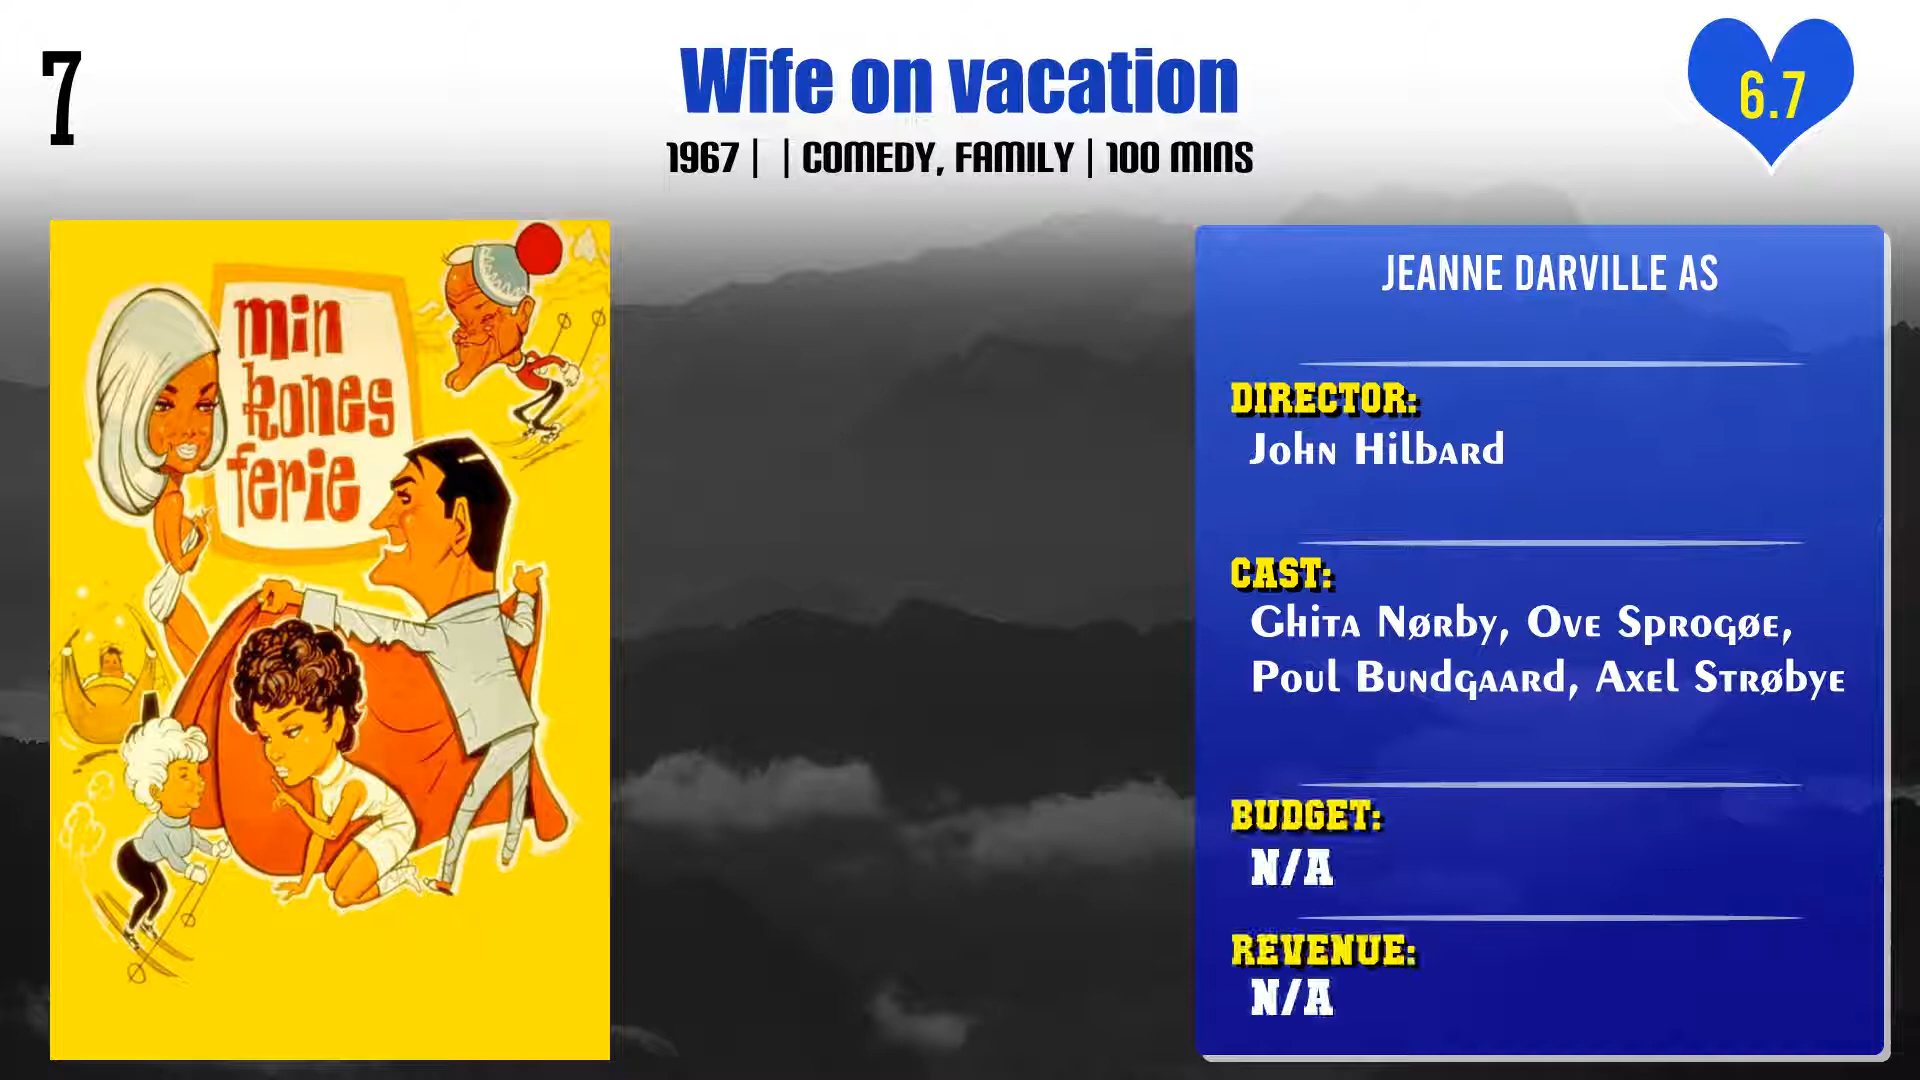 7
Wife on vacation
6.7
1967 | | COMEDY, FAMILY | 100 MINS
min
kones
ferie
JEANNE DARVILLE AS
DIRECTOR:
John Hilbard
CAST:
Ghita Nørby, Ove Sprogøe,
Poul Bundgaard, Axel Strøbye
BUDGET:
N/A
REVENUE:
N/A